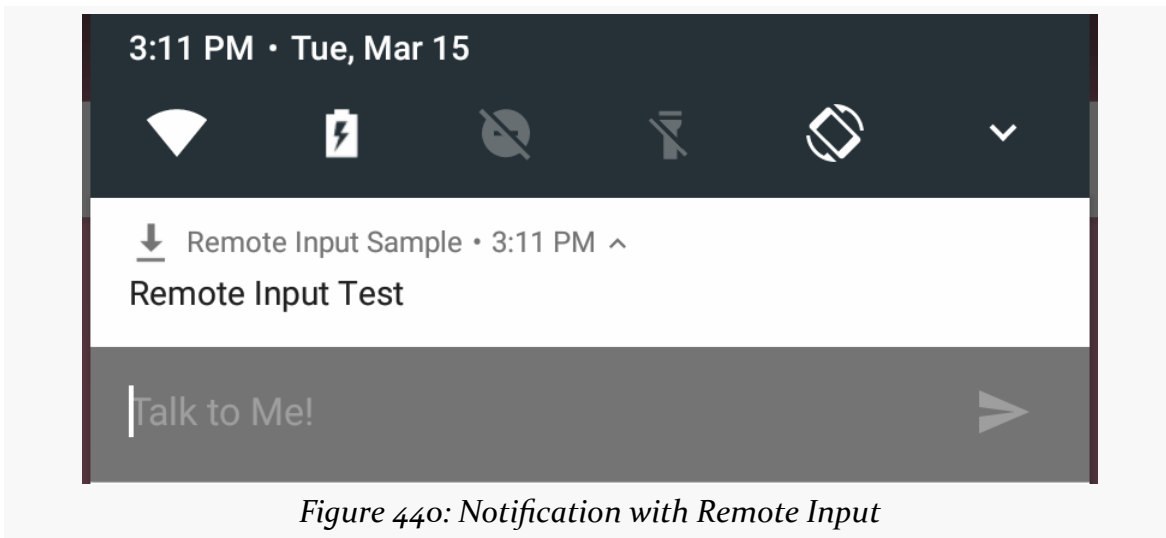 3:11 PM • Tue, Mar 15
Remote Input Sample • 3:11 PM
Remote Input Test
Talk to Me!
Figure 440: Notification with Remote Input